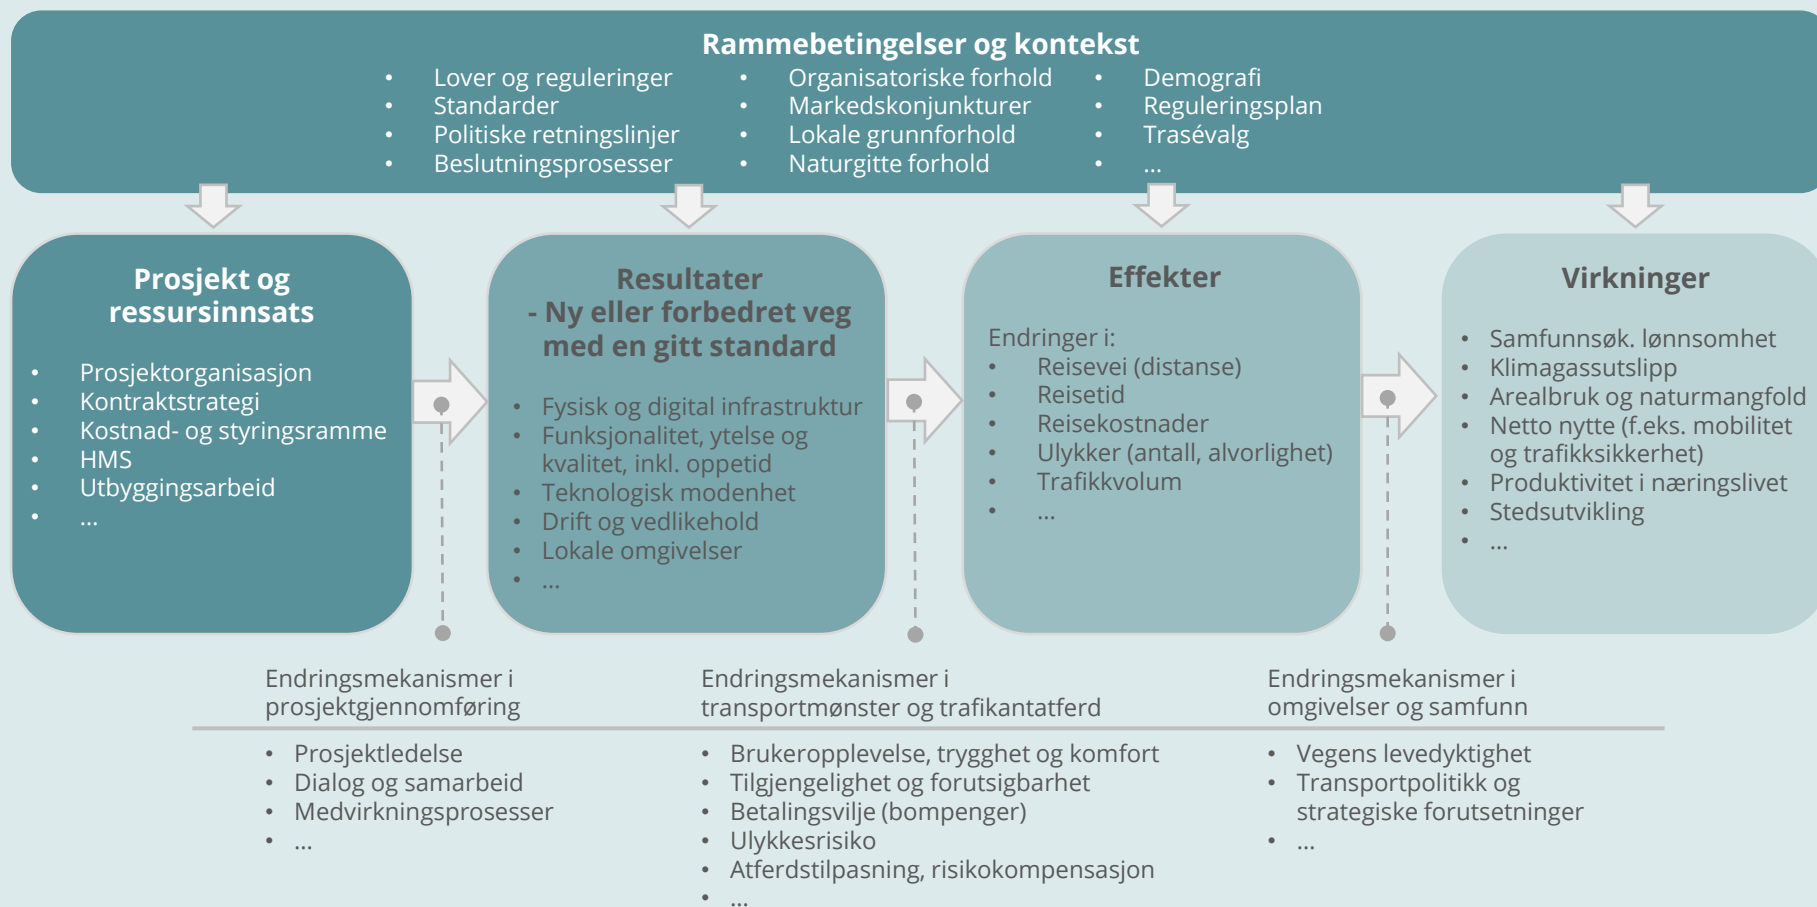 Rammebetingelser og kontekst
• Lover og reguleringer
• Standarder
• Politiske retningslinjer
• Beslutningsprosesser
• Organisatoriske forhold
• Markedskonjunkturer
• Lokale grunnforhold
• Naturgitte forhold
• Demografi
• Reguleringsplan
• Trasévalg
• ...
Prosjekt og
ressursinnsats
• Prosjektorganisasjon
• Kontraktstrategi
• Kostnad- og styringsramme
• HMS
• Utbyggingsarbeid
• ...
Resultater
- Ny eller forbedret veg
med en gitt standard
• Fysisk og digital infrastruktur
• Funksjonalitet, ytelse og
kvalitet, inkl. oppetid
• Teknologisk modenhet
• Drift og vedlikehold
• Lokale omgivelser
• ...
Effekter
Endringer i:
• Reisevei (distanse)
• Reisetid
• Reisekostnader
• Ulykker (antall, alvorlighet)
• Trafikkvolum
• ...
Virkninger
• Samfunnsøk. lønnsomhet
• Klimagassutslipp
• Arealbruk og naturmangfold
• Netto nytte (f.eks. mobilitet
og trafikksikkerhet)
• Produktivitet i næringslivet
• Stedsutvikling
• ...
Endringsmekanismer i
prosjektgjennomføring
• Prosjektledelse
• Dialog og samarbeid
• Medvirkningsprosesser
• ...
Endringsmekanismer i
transportmønster og trafikantatferd
• Brukeropplevelse, trygghet og komfort
• Tilgjengelighet og forutsigbarhet
• Betalingsvilje (bompenger)
• Ulykkesrisiko
• Atferdstilpasning, risikokompensasjon
• ...
Endringsmekanismer i
omgivelser og samfunn
• Vegens levedyktighet
• Transportpolitikk og
strategiske forutsetninger
• ...